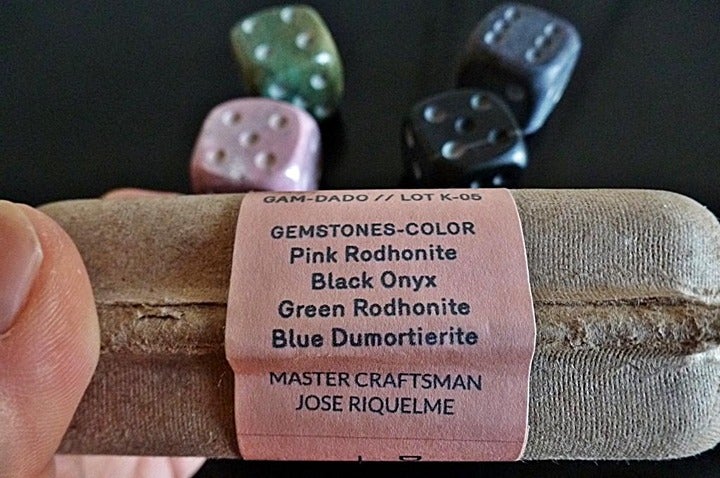 GAM-DADO // LOT K-05
GEMSTONES-COLOR
Pink Rodhonite
Black Onyx
Green Rodhonite
Blue Dumortierite
MASTER CRAFTSMAN
JOSE RIQUELME